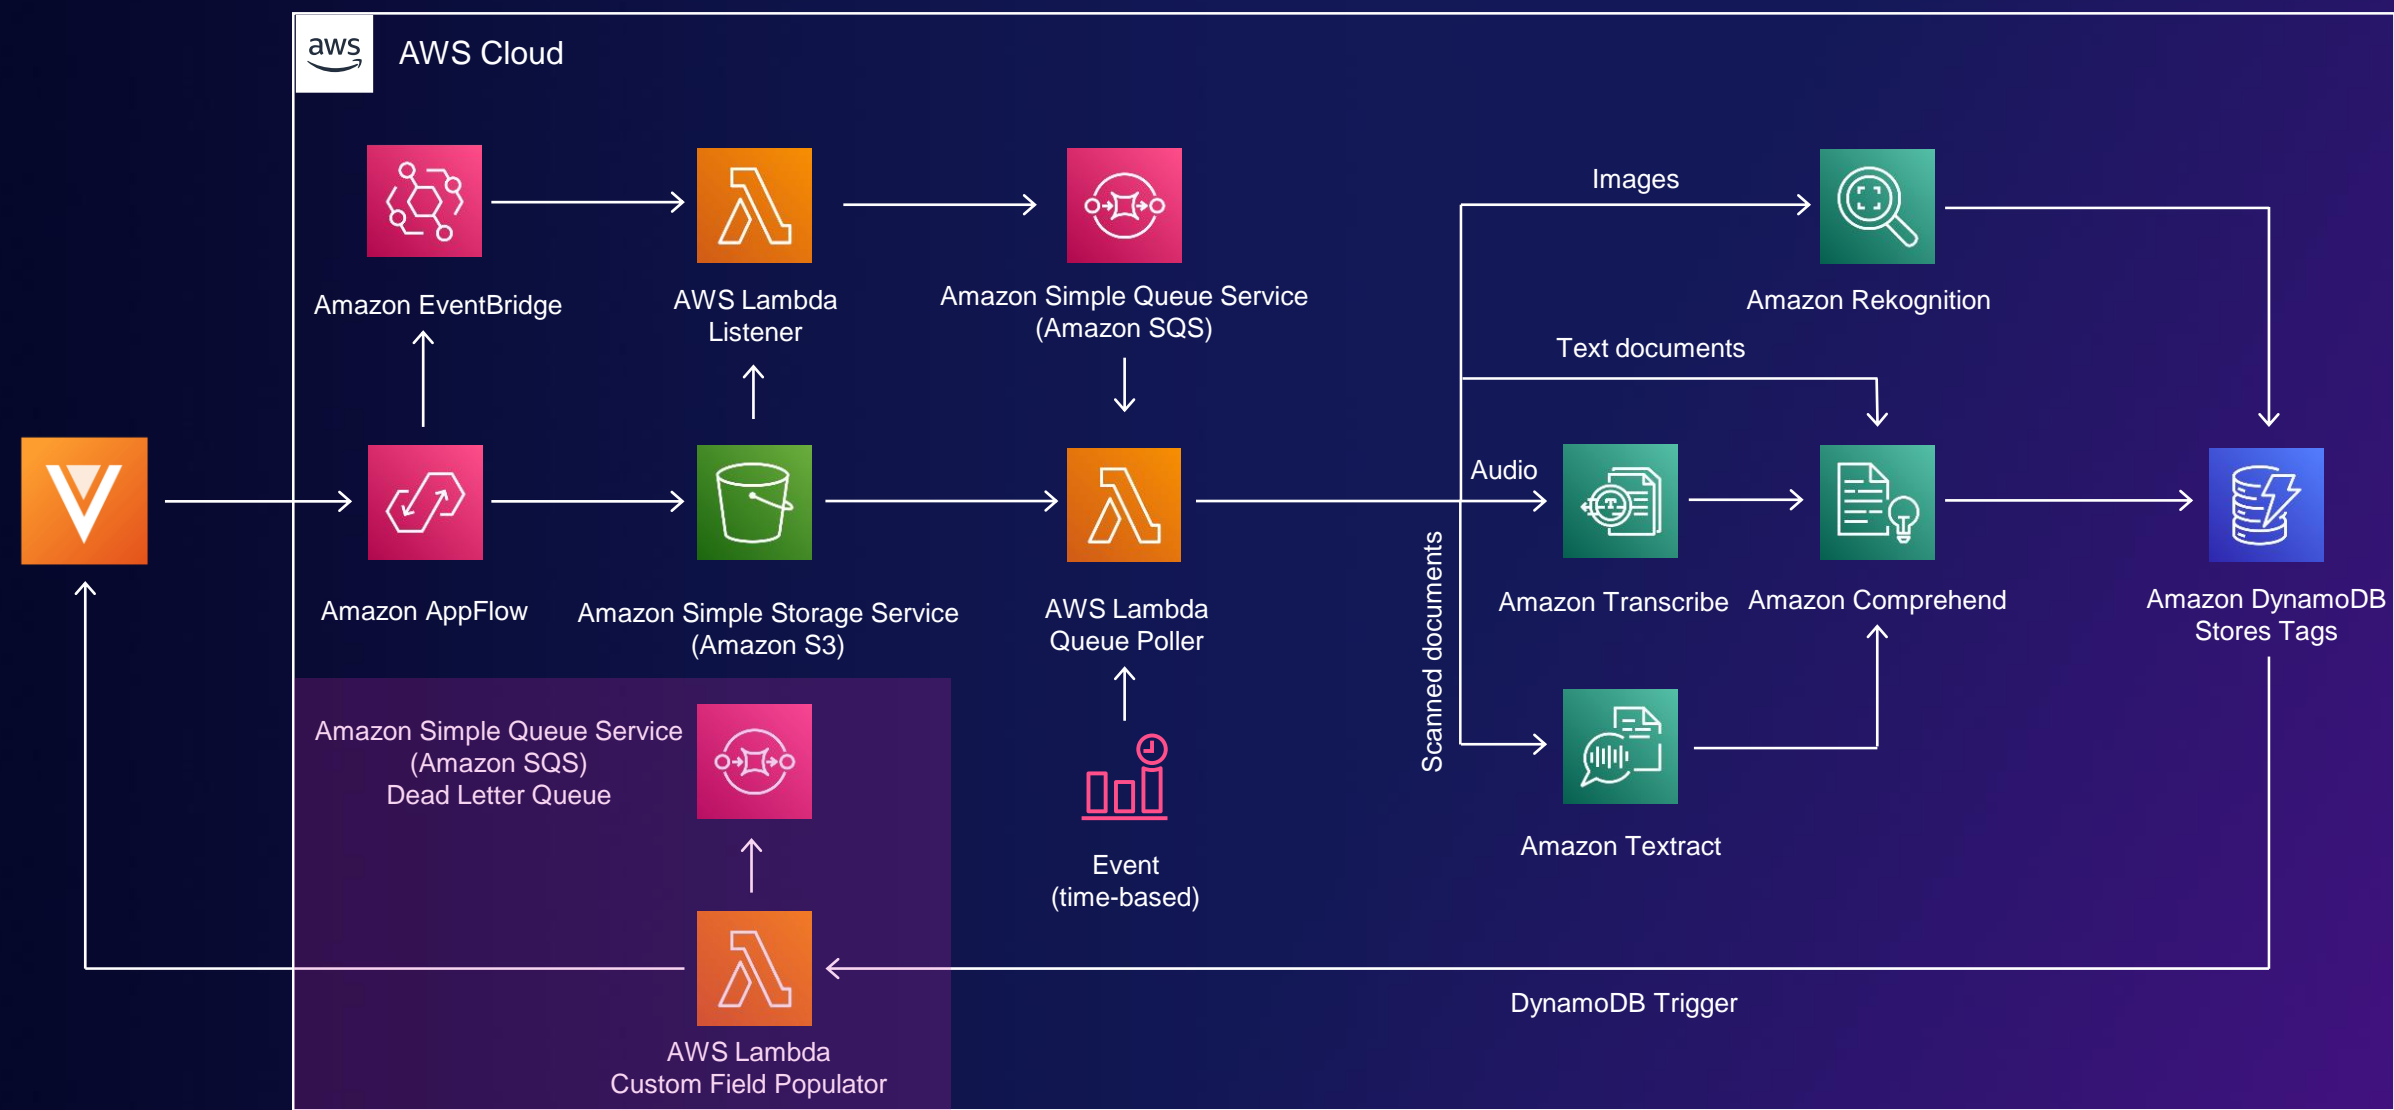 aws
AWS Cloud
Amazon EventBridge
AWS Lambda
Listener
Amazon Simple Queue Service
(Amazon SQS)
Images
Amazon Rekognition
Text documents
Audio
Scanned documents
Amazon AppFlow
Amazon Simple Storage Service
(Amazon S3)
AWS Lambda
Queue Poller
Amazon Transcribe
Amazon Comprehend
Amazon DynamoDB
Stores Tags
Amazon Simple Queue Service
(Amazon SQS)
Dead Letter Queue
Event
(time-based)
Amazon Textract
DynamoDB Trigger
AWS Lambda
Custom Field Populator